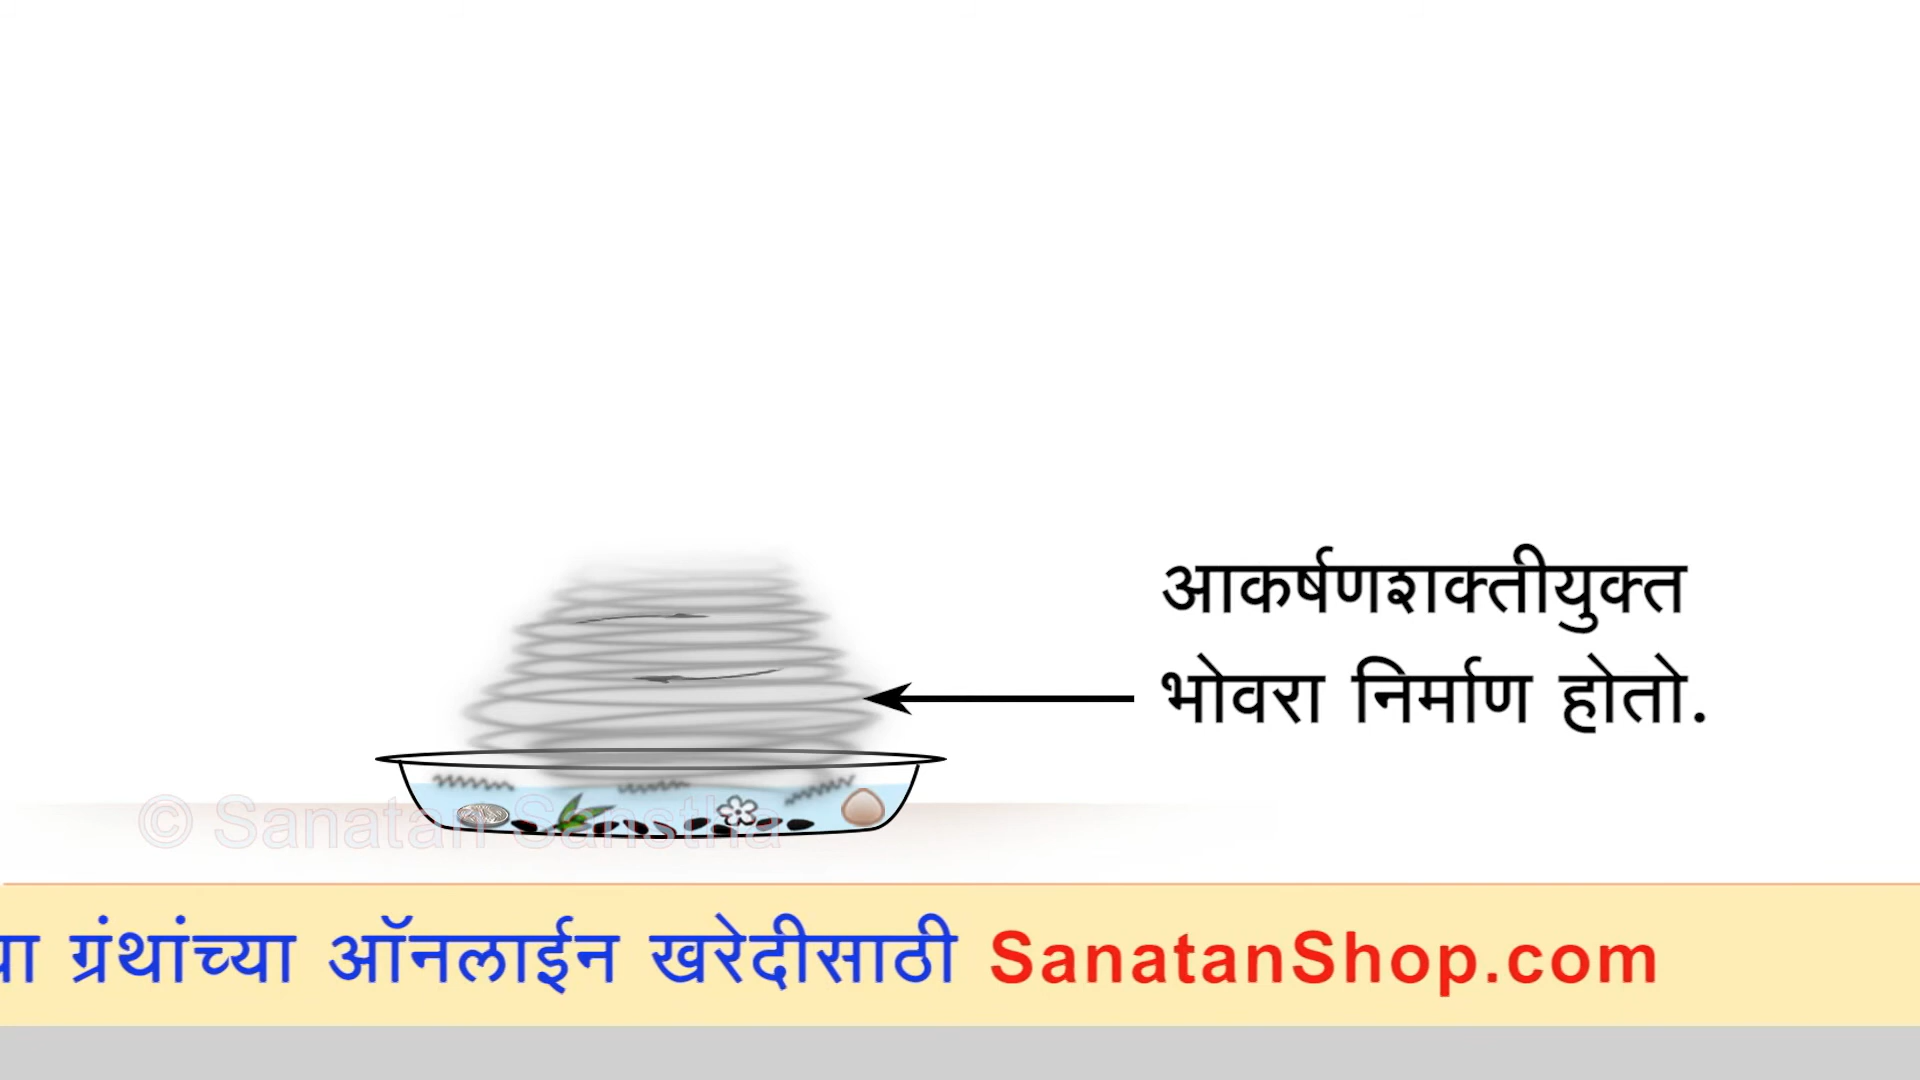 आकर्षणशक्तीयुक्त
भोवरा निर्माण होतो.
© Sanatan Sanstha
ग्रंथांच्या ऑनलाईन खरेदीसाठी SanatanShop.com